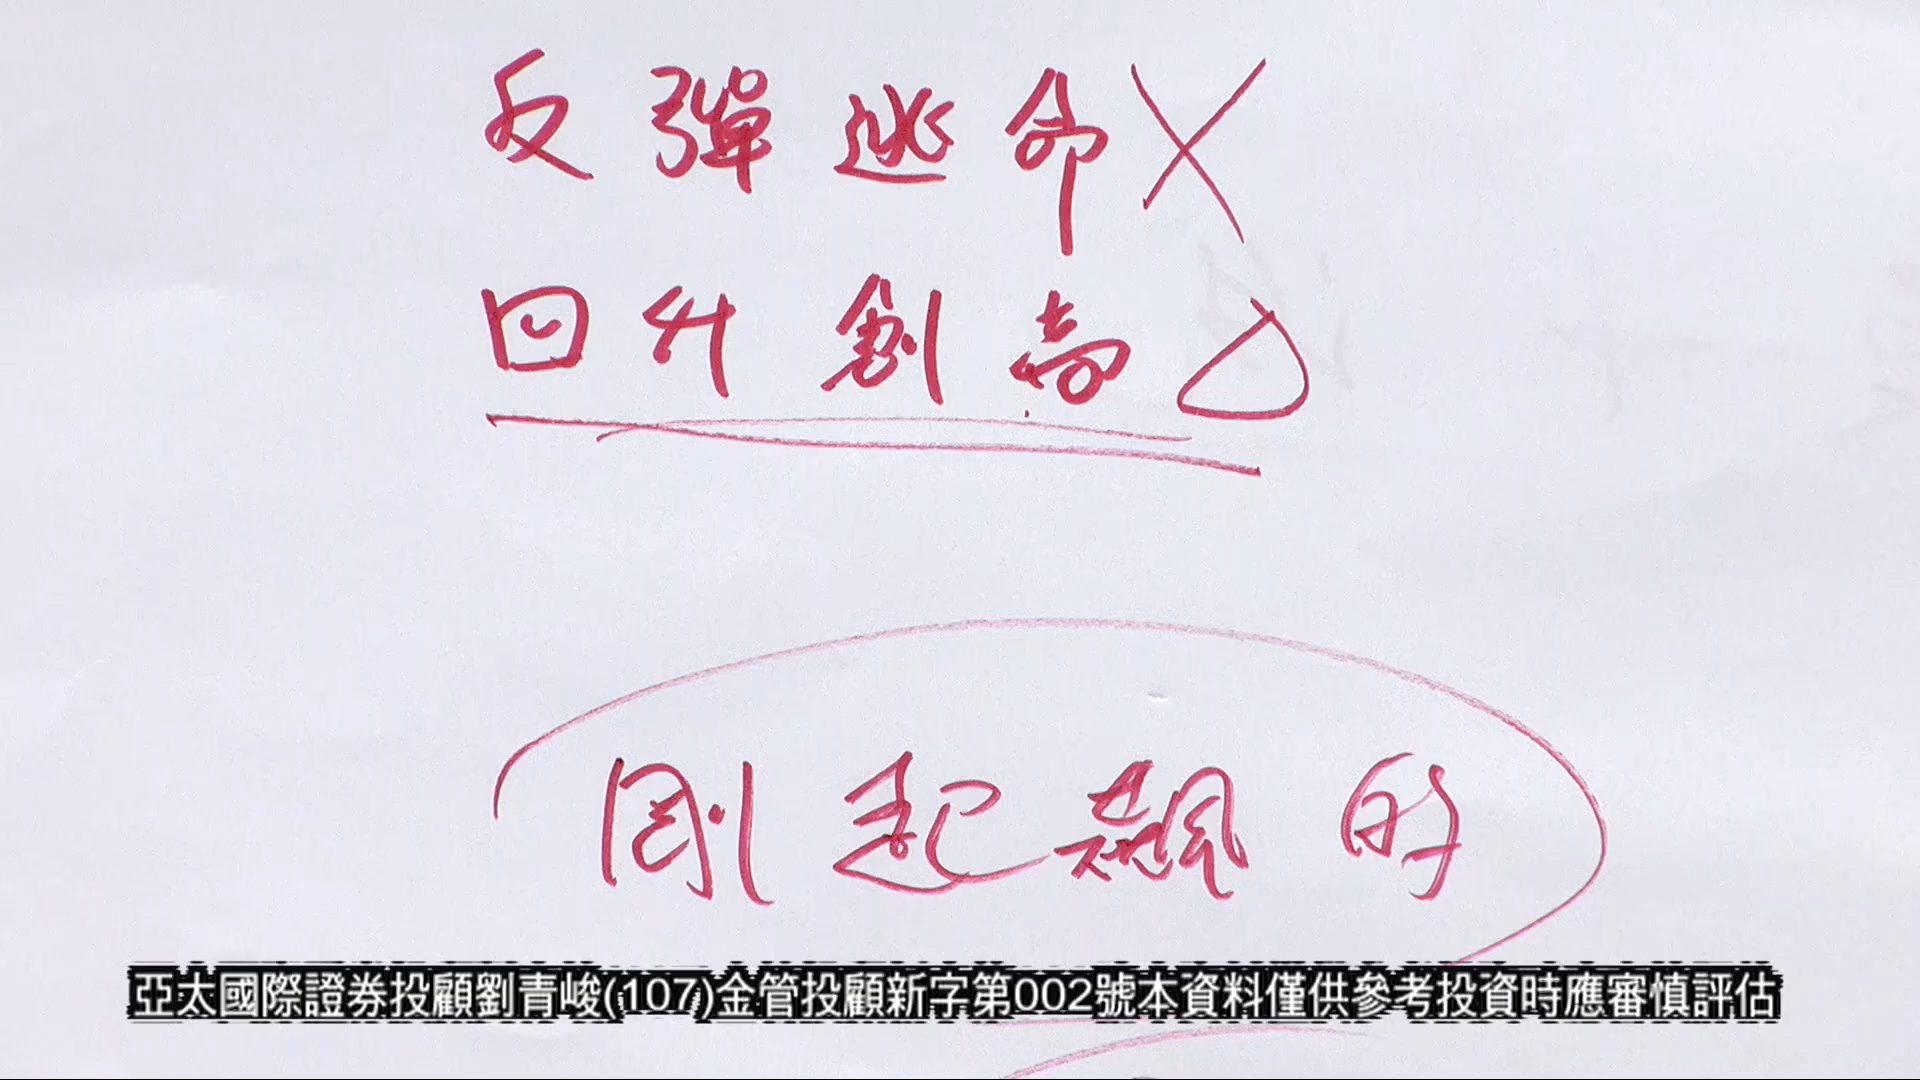 反彈逃命X
回升創高
剛起飆的
亞太國際證券投顧劉青峻(107)金管投顧新字第002號本資料僅供參考投資時應審慎評估